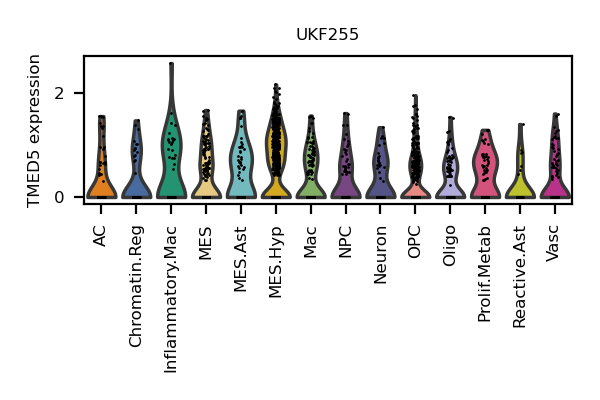 UKF255
TMED5 expression
2
0
AC
Chromatin.Reg
Inflammatory.Mac
MES
MES.Ast
MES.Hyp
Mac
NPC
Neuron
OPC
Oligo
Prolif.Metab
Reactive.Ast
Vasc